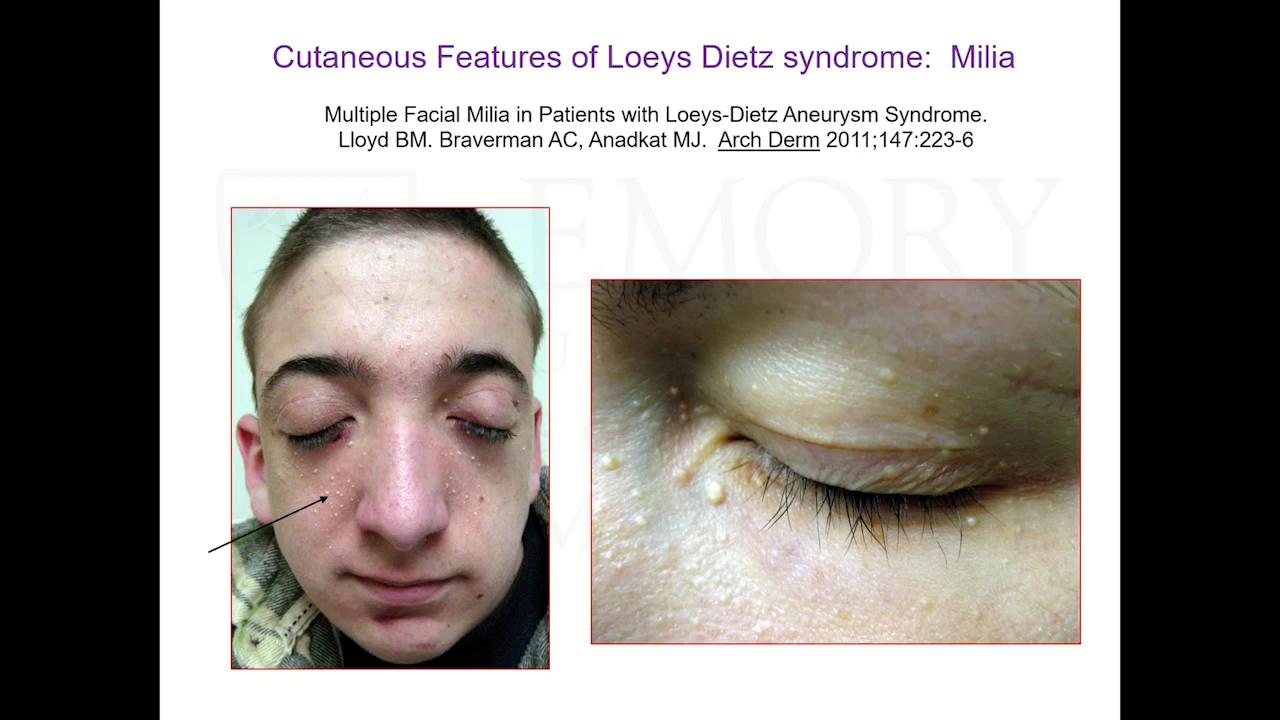 Cutaneous Features of Loeys Dietz syndrome:  Milia
Multiple Facial Milia in Patients with Loeys-Dietz Aneurysm Syndrome.
Lloyd BM. Braverman AC, Anadkat MJ.  Arch Derm 2011;147:223-6
EMORY